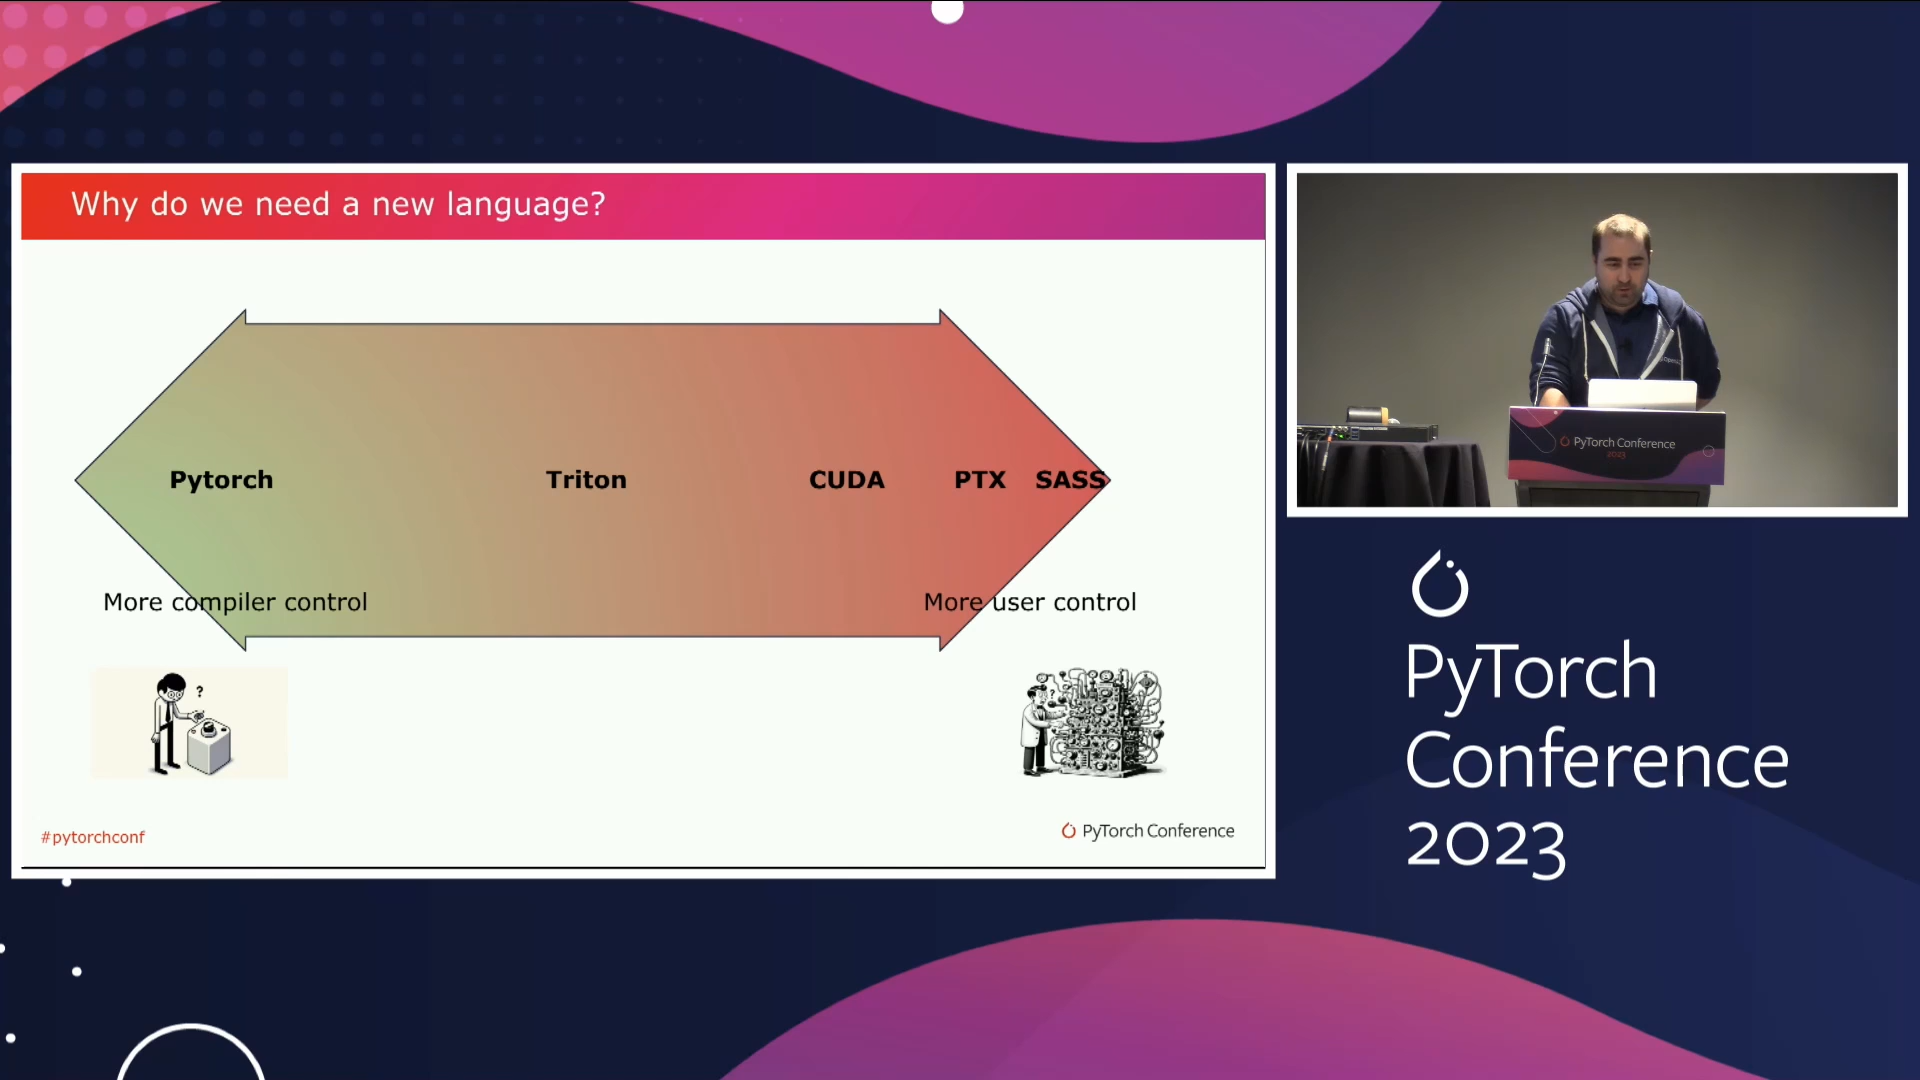 Why do we need a new language?
Pytorch
Triton
CUDA
PTX
SASS
More compiler control
More user control
?
?
#pytorchconf
PyTorch Conference
PyTorch Conference
2023
PyTorch
Conference
2023